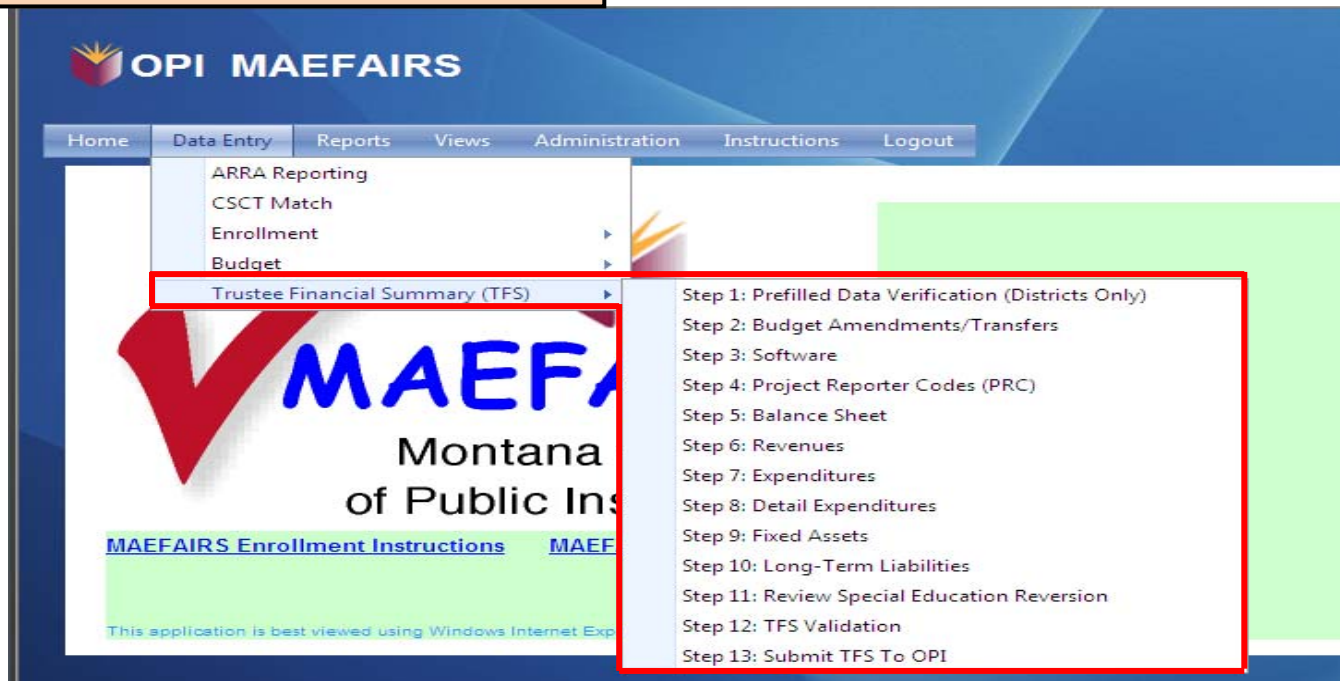 OPI MAEFAIRS
Home Data Entry Reports Views Administration Instructions Logout
ARRA Reporting
CSCT Match
Enrollment
Budget
Trustee Financial Summary (TFS)
Step 1: Prefilled Data Verification (Districts Only)
Step 2: Budget Amendments/Transfers
Step 3: Software
Step 4: Project Reporter Codes (PRC)
Step 5: Balance Sheet
Step 6: Revenues
Step 7: Expenditures
Step 8: Detail Expenditures
Step 9: Fixed Assets
Step 10: Long-Term Liabilities
Step 11: Review Special Education Reversion
Step 12: TFS Validation
Step 13: Submit TFS To OPI
MAEFA
Montana
of Public Ins
MAEFAIRS Enrollment Instructions MAEF
This application is best viewed using Windows Internet Exp